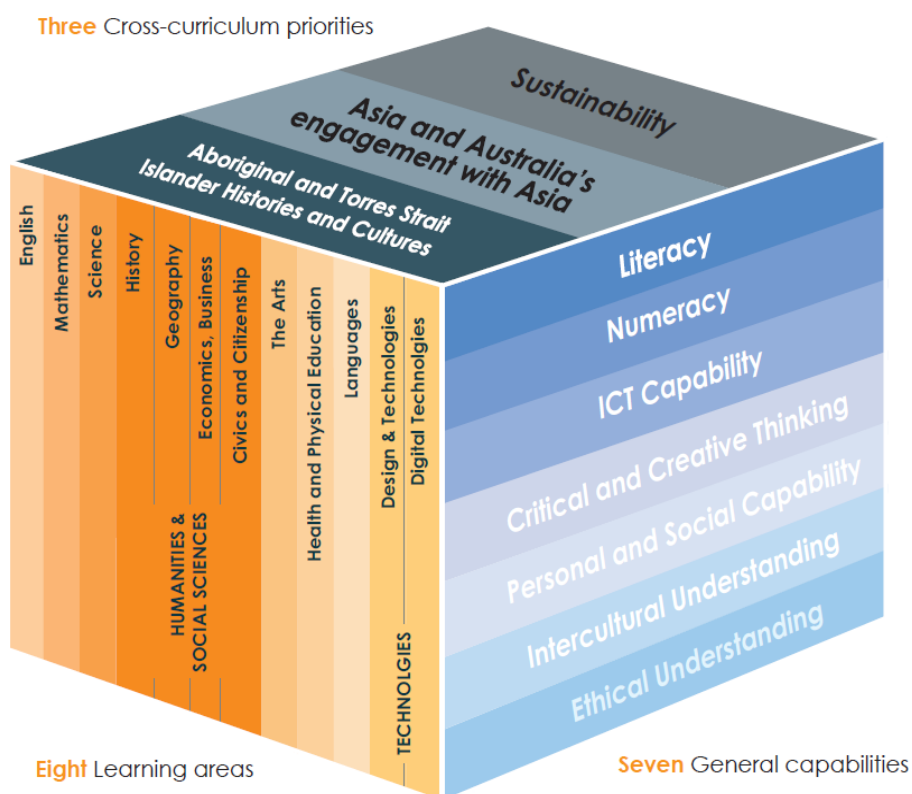 Three Cross-curriculum priorities
Sustainability
Asia and Australia's
engagement with Asia
Aboriginal and Torres Strait
Islander Histories and Cultures
English
Mathematics
Science
History
Geography
Economics, Business
Civics and Citizenship
HUMANITIES &
SOCIAL SCIENCES
The Arts
Health and Physical Education
Languages
Design & Technologies
Digital Technolgies
TECHNOLGIES
Literacy
Numeracy
ICT Capability
Critical and Creative Thinking
Personal and Social Capability
Intercultural Understanding
Ethical Understanding
Eight Learning areas
Seven General capabilities